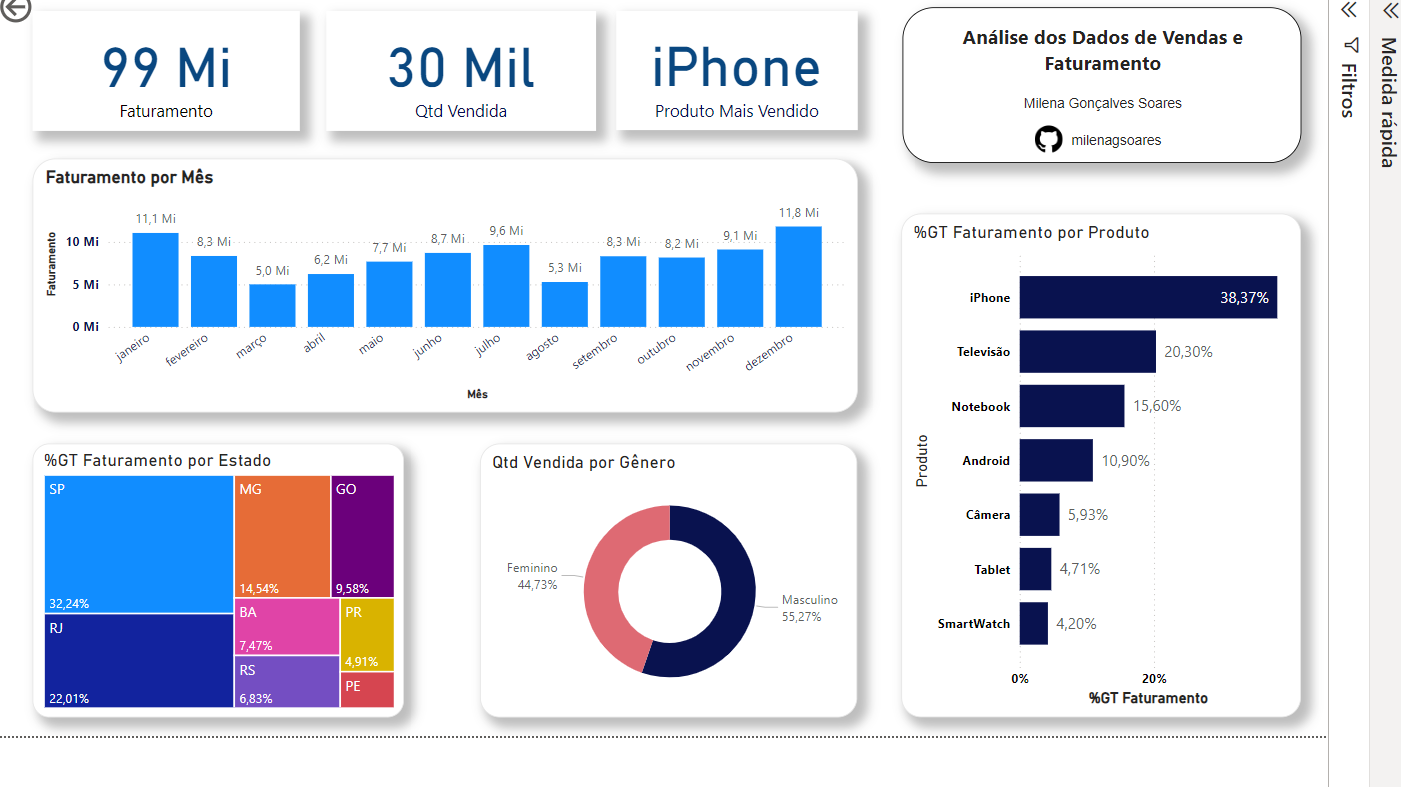 99 Mi
Faturamento
30 Mil
Qtd Vendida
iPhone
Produto Mais Vendido
Análise dos Dados de Vendas e
Faturamento
Milena Gonçalves Soares
milenagsoares
Filtros
Medida rápida
Faturamento por Mês
Faturamento
10 Mi
5 Mi
0 Mi
11,1 Mi
8,3 Mi
5,0 Mi
6,2 Mi
7,7 Mi
8,7 Mi
9,6 Mi
5,3 Mi
8,3 Mi
8,2 Mi
9,1 Mi
11,8 Mi
janeiro
fevereiro
março
abril
maio
junho
julho
agosto
setembro
outubro
novembro
dezembro
Mês
%GT Faturamento por Estado
SP
32,24%
RJ
22,01%
MG
14,54%
GO
9,58%
BA
7,47%
RS
6,83%
PR
4,91%
PE
Qtd Vendida por Gênero
Feminino
44,73%
Masculino
55,27%
%GT Faturamento por Produto
Produto
iPhone
38,37%
Televisão
20,30%
Notebook
15,60%
Android
10,90%
Câmera
5,93%
Tablet
4,71%
SmartWatch
4,20%
0%
20%
%GT Faturamento